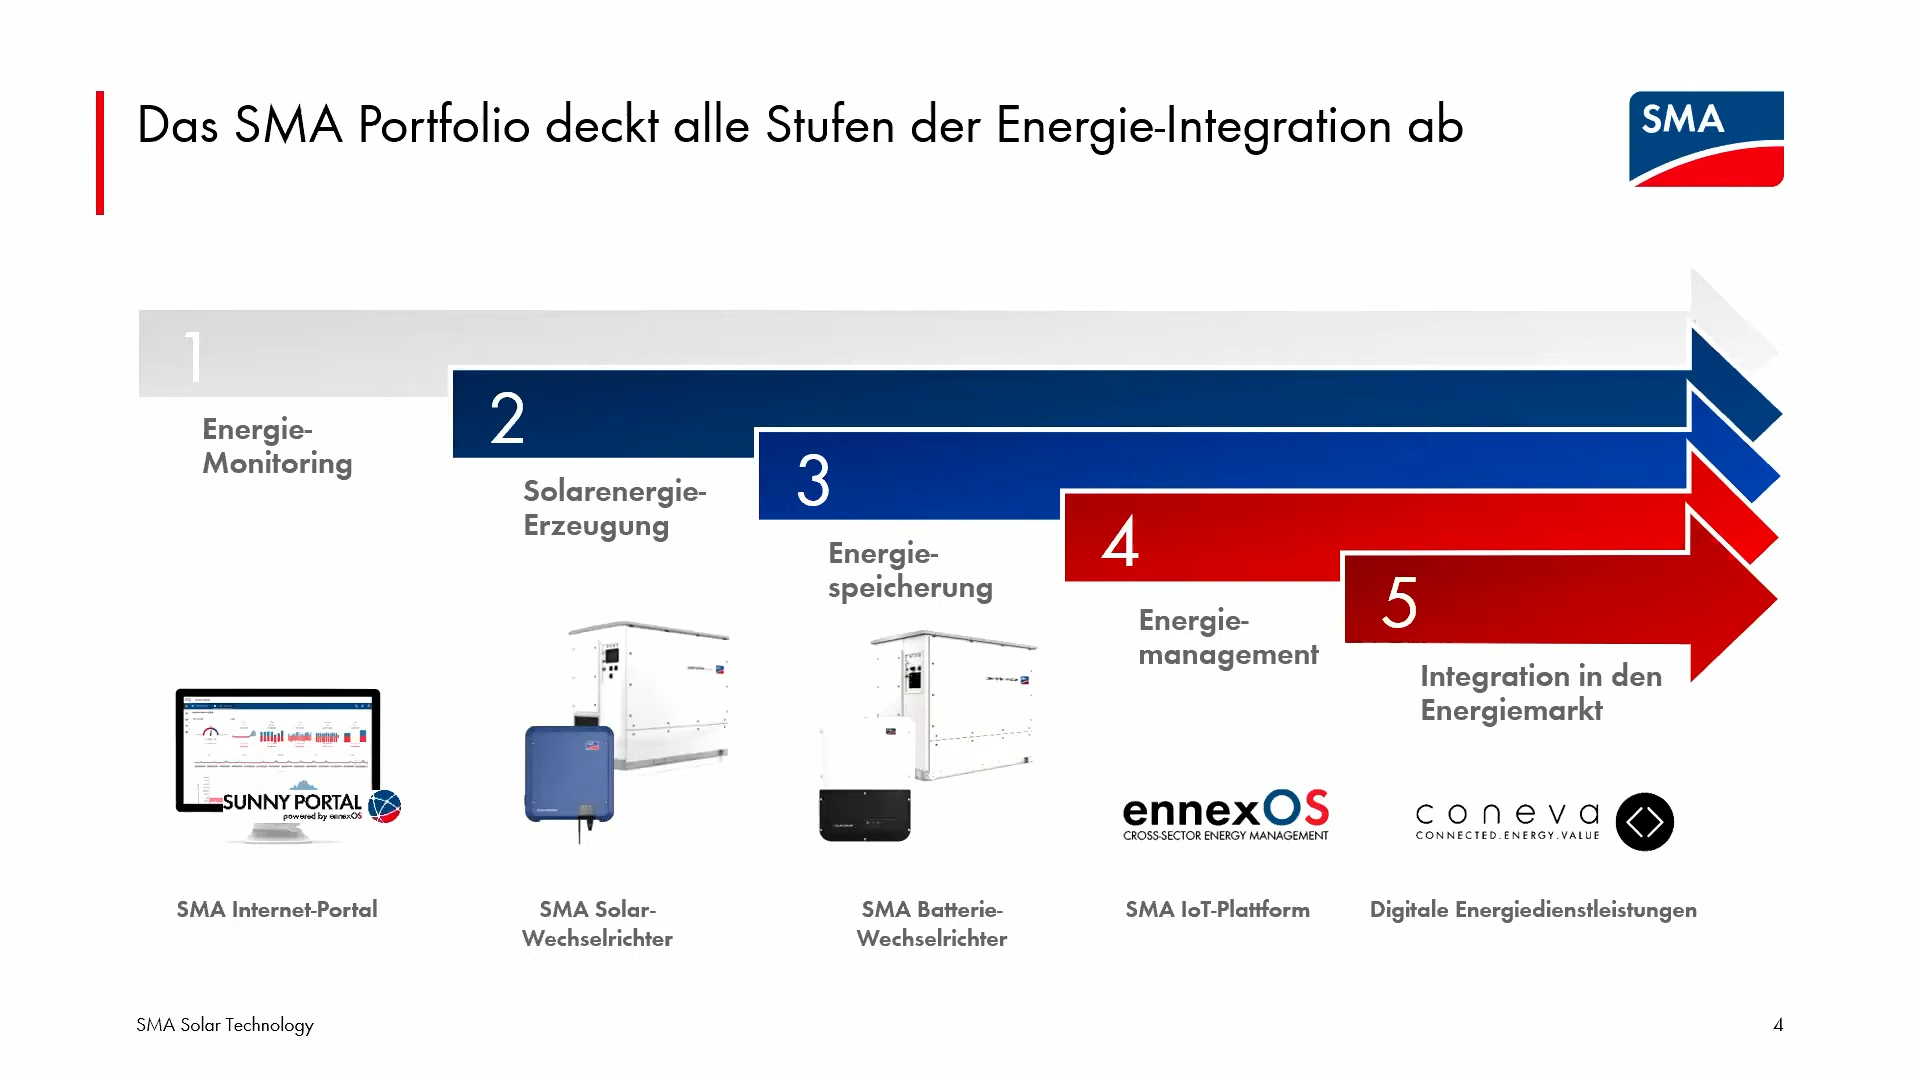 Das SMA Portfolio deckt alle Stufen der Energie-Integration ab
SMA
1
Energie-
Monitoring
2
Solarenergie-
Erzeugung
3
Energie-
speicherung
4
Energie-
management
5
Integration in den
Energiemarkt
SUNNY PORTAL
powered by ennexOS
ennexOS
CROSS-SECTOR ENERGY MANAGEMENT
coneva
CONNECTED.ENERGY.VALUE
SMA Internet-Portal
SMA Solar-
Wechselrichter
SMA Batterie-
Wechselrichter
SMA IoT-Plattform
Digitale Energiedienstleistungen
SMA Solar Technology
4